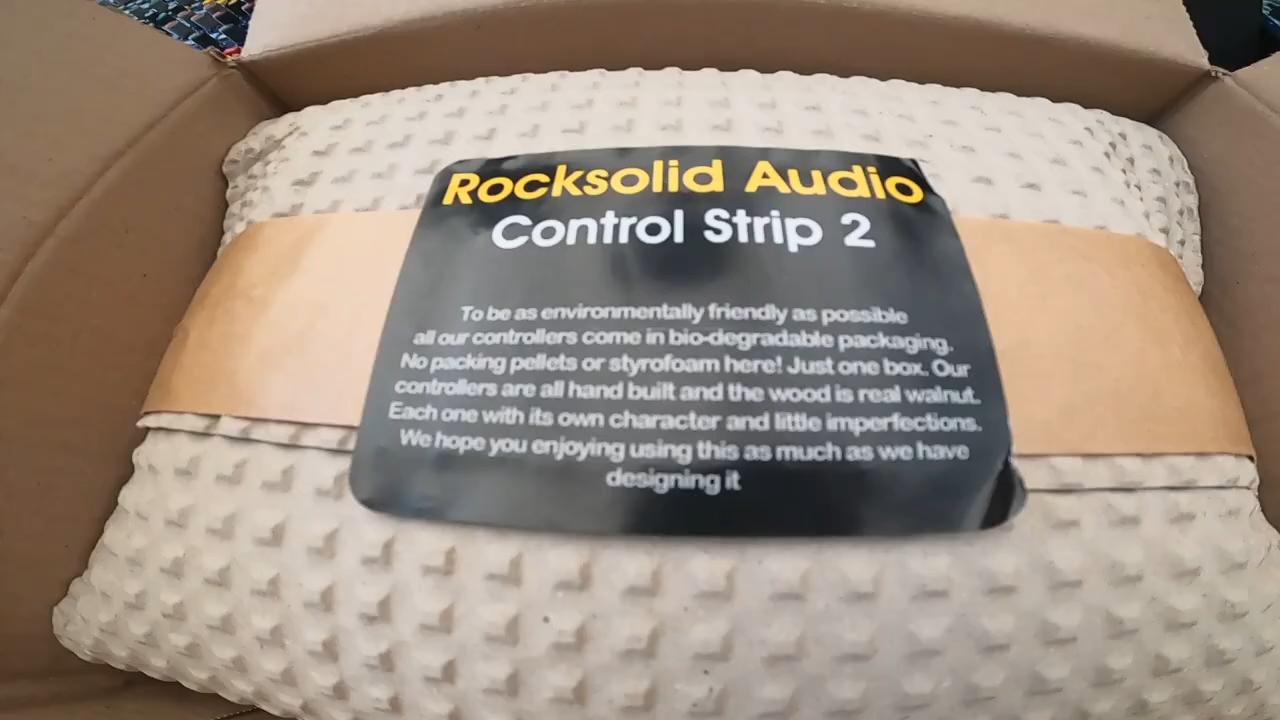 Rocksolid Audio
Control Strip 2
To be as environmentally friendly as possible
all our controllers come in bio-degradable packaging.
No packing pellets or styrofoam here! Just one box. Our
controllers are all hand built and the wood is real walnut.
Each one with its own character and little imperfections.
We hope you enjoying using this as much as we have
designing it